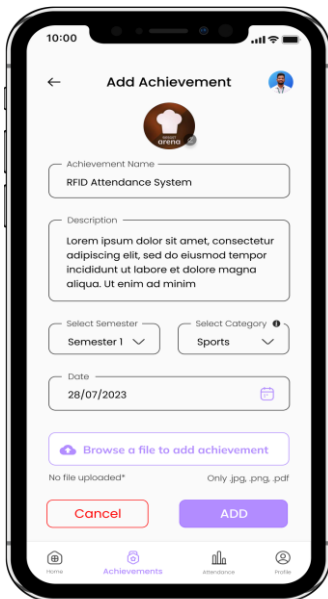 10:00
Add Achievement
arena
Achievement Name
RFID Attendance System
Description
Lorem ipsum dolor sit amet, consectetur
adipiscing elit, sed do eiusmod tempor
incididunt ut labore et dolore magna
aliqua. Ut enim ad minim
Select Semester
Select Category
Semester 1
Sports
Date
28/07/2023
Browse a file to add achievement
No file uploaded*
Only .jpg, .png, .pdf
Cancel
ADD
Home
Achievements
Attendance
Profile